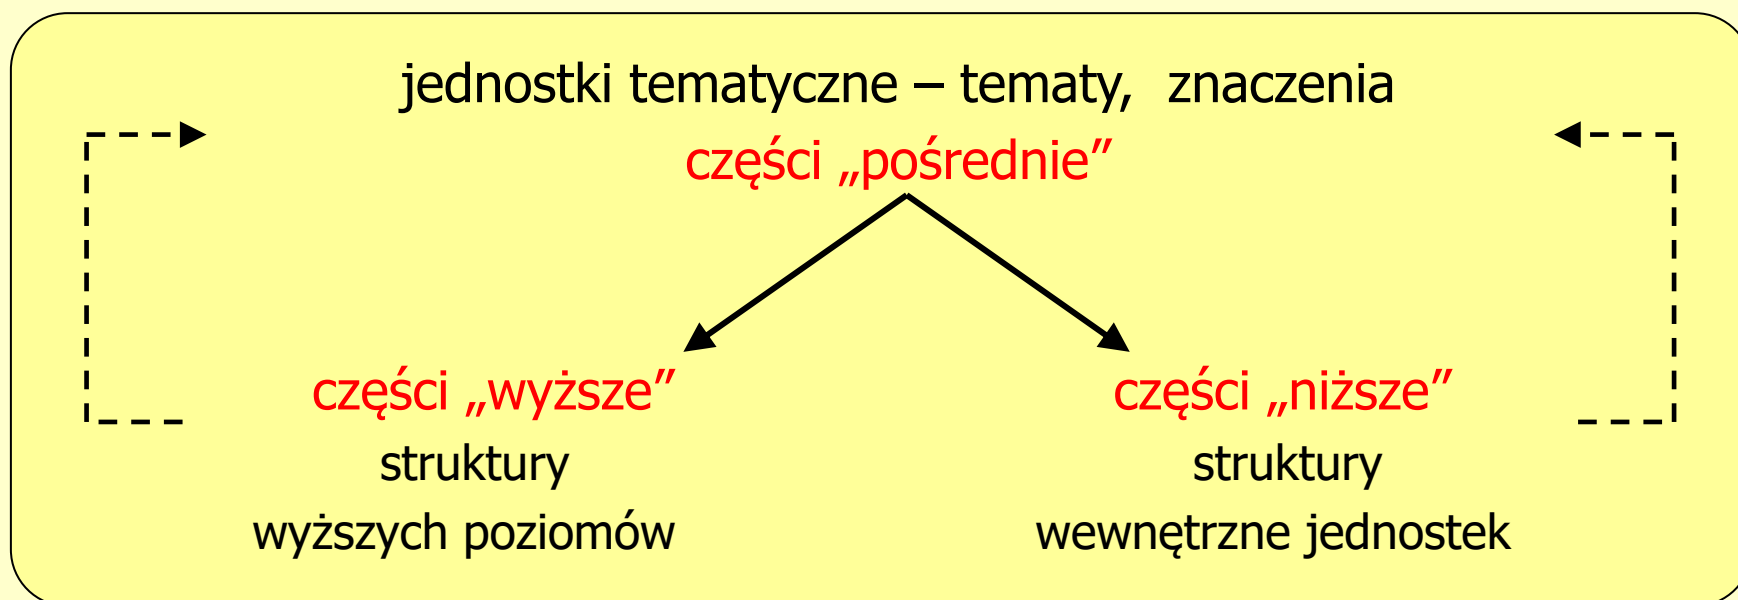 jednostki tematyczne – tematy, znaczenia
części „pośrednie”
części „wyższe”
struktury
wyższych poziomów
części „niższe”
struktury
wewnętrzne jednostek